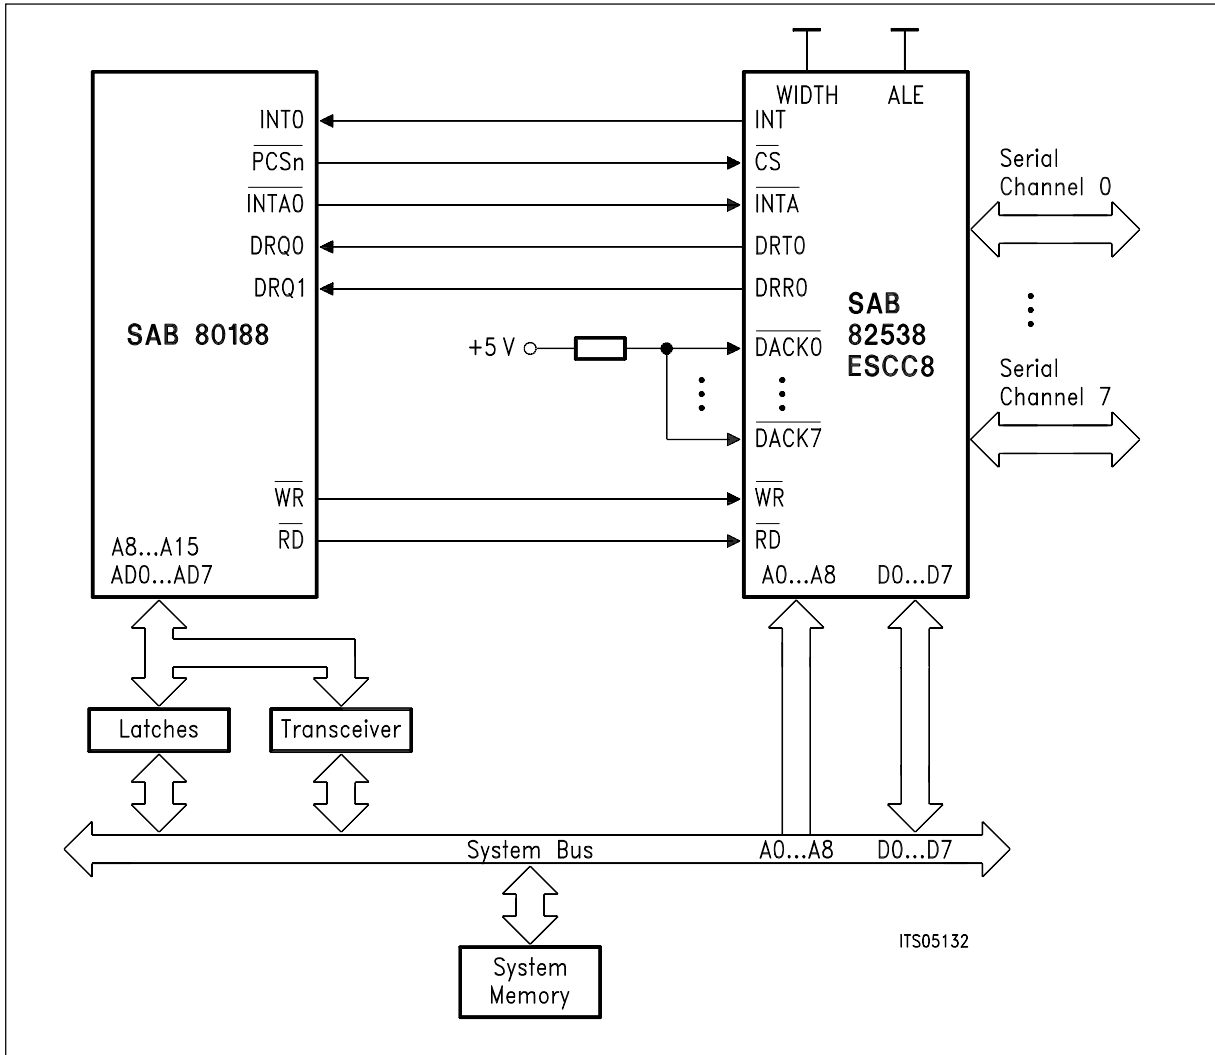 WIDTH ALE
INT0
INT
PCSn
CS
INTA0
INTA
DRQ0
DRT0
DRQ1
DRR0
SAB 80188
SAB
82538
ESCC8
+5 V
DACK0
DACK7
WR
WR
RD
RD
A8...A15
AD0...AD7
A0...A8
D0...D7
Serial
Channel 0
Serial
Channel 7
Latches
Transceiver
System Bus
A0...A8
D0...D7
System
Memory
ITS05132